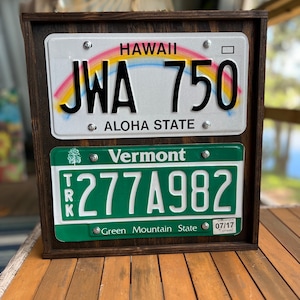 HAWAII
JWA 750
ALOHA STATE
Vermont
TRK 277A982
Green Mountain State 07/17